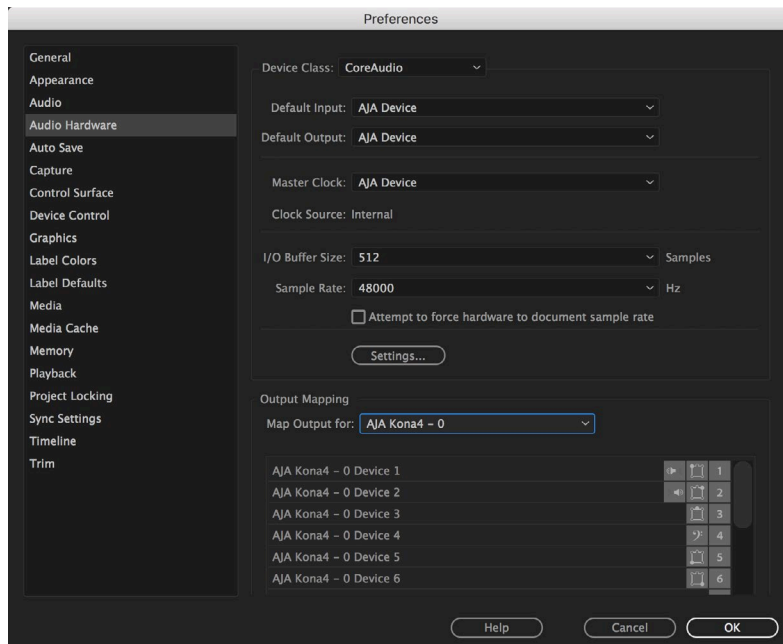 Preferences
General
Appearance
Audio
Audio Hardware
Auto Save
Capture
Control Surface
Device Control
Graphics
Label Colors
Label Defaults
Media
Media Cache
Memory
Playback
Project Locking
Sync Settings
Timeline
Trim
Device Class: CoreAudio
Default Input: AJA Device
Default Output: AJA Device
Master Clock: AJA Device
Clock Source: Internal
I/O Buffer Size: 512 Samples
Sample Rate: 48000 Hz
Attempt to force hardware to document sample rate
Settings...
Output Mapping
Map Output for: AJA Kona4 – 0
AJA Kona4 – 0 Device 1 1
AJA Kona4 – 0 Device 2 2
AJA Kona4 – 0 Device 3 3
AJA Kona4 – 0 Device 4 4
AJA Kona4 – 0 Device 5 5
AJA Kona4 – 0 Device 6 6
Help Cancel OK